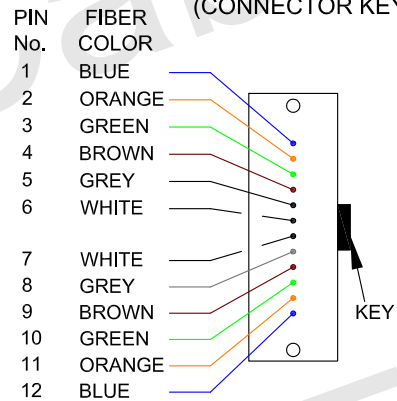 (CONNECTOR KEY
PIN FIBER
No. COLOR
1 BLUE
2 ORANGE
3 GREEN
4 BROWN
5 GREY
6 WHITE
7 WHITE
8 GREY
9 BROWN
10 GREEN
11 ORANGE
12 BLUE
KEY